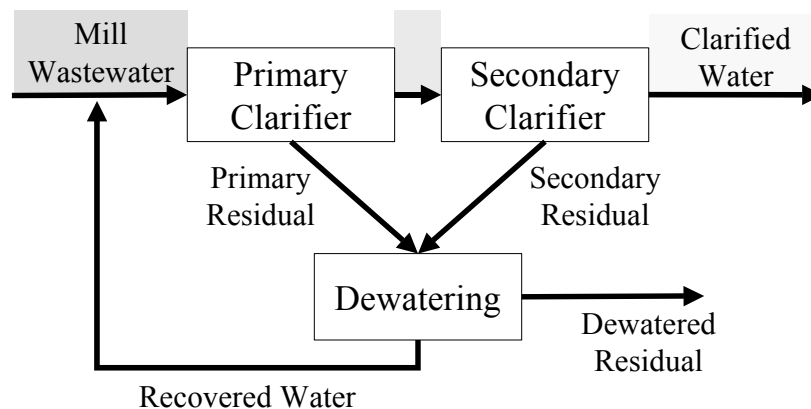 Mill
Wastewater
Primary
Clarifier
Secondary
Clarifier
Clarified
Water
Primary
Residual
Secondary
Residual
Dewatering
Dewatered
Residual
Recovered Water